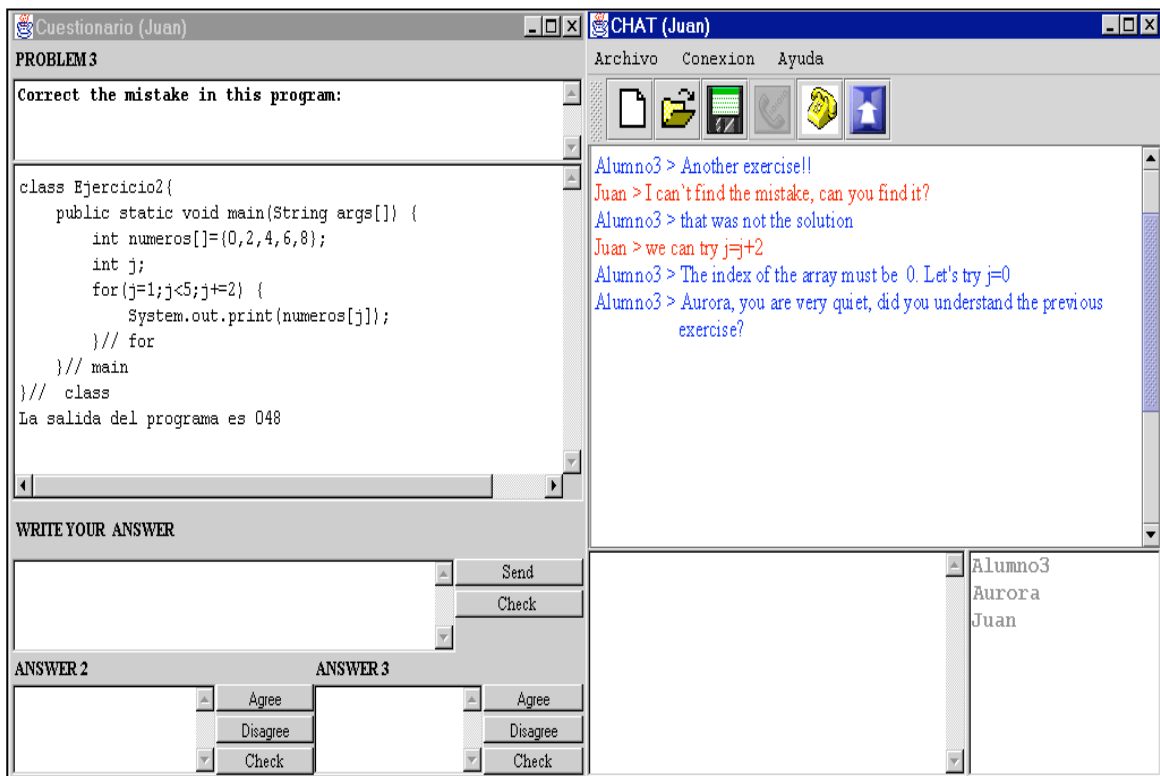 Cuestionario (Juan)
PROBLEM 3
Correct the mistake in this program:
class Ejercicio2{
public static void main(String args[]) {
int numeros[]={0,2,4,6,8};
int j;
for(j=1;j<5;j+=2) {
System.out.print(numeros[j]);
}// for
}// main
}// class
La salida del programa es 048
WRITE YOUR ANSWER
Send
Check
ANSWER 2
Agree
Disagree
Check
ANSWER 3
Agree
Disagree
Check
CHAT (Juan)
Archivo Conexion Ayuda
Alumno3 > Another exercise!!
Juan > I can`t find the mistake, can you find it?
Alumno3 > that was not the solution
Juan > we can try j=j+2
Alumno3 > The index of the array must be 0. Let's try j=0
Alumno3 > Aurora, you are very quiet, did you understand the previous
exercise?
Alumno3
Aurora
Juan